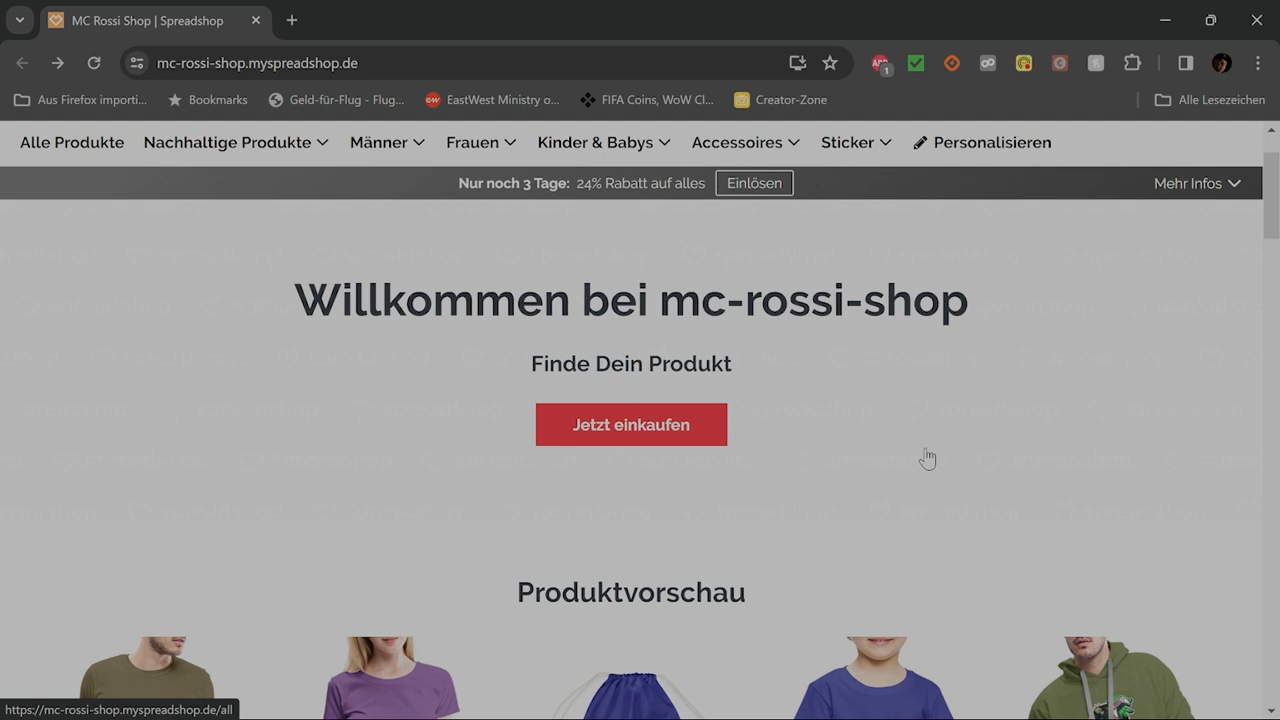 MC Rossi Shop | Spreadshop
mc-rossi-shop.myspreadshop.de
1
Aus Firefox importi...
Bookmarks
Geld-für-Flug - Flug...
EastWest Ministry o...
FIFA Coins, WoW Cl...
Creator-Zone
Alle Lesezeichen
Alle Produkte
Nachhaltige Produkte
Männer
Frauen
Kinder & Babys
Accessoires
Sticker
Personalisieren
Nur noch 3 Tage: 24% Rabatt auf alles
Einlösen
Mehr Infos
Willkommen bei mc-rossi-shop
Finde Dein Produkt
Jetzt einkaufen
Produktvorschau
https://mc-rossi-shop.myspreadshop.de/all